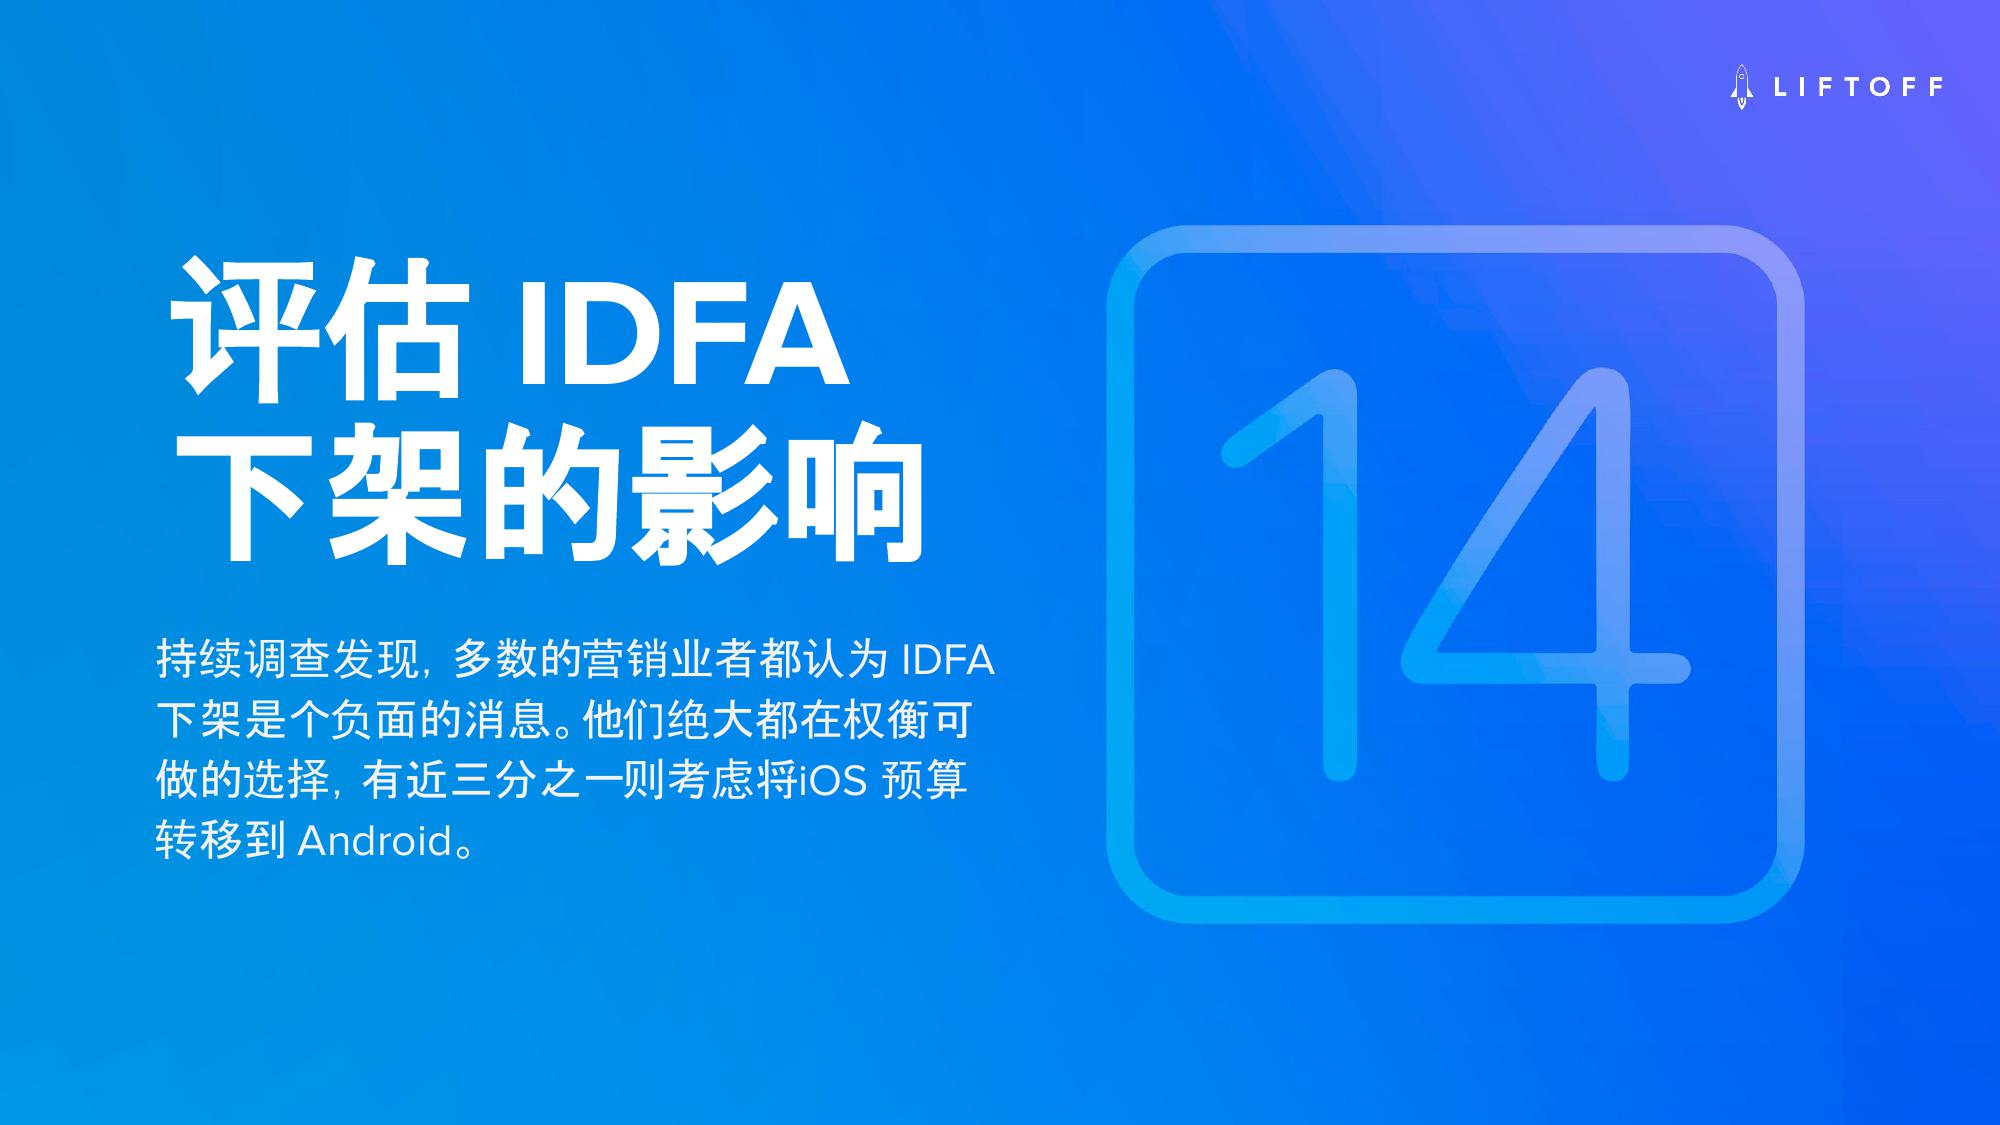 LIFTOFF
评估 IDFA
下架的影响
14
持续调查发现，多数的营销业者都认为 IDFA
下架是个负面的消息。他们绝大都在权衡可
做的选择，有近三分之一则考虑将iOS 预算
转移到 Android。